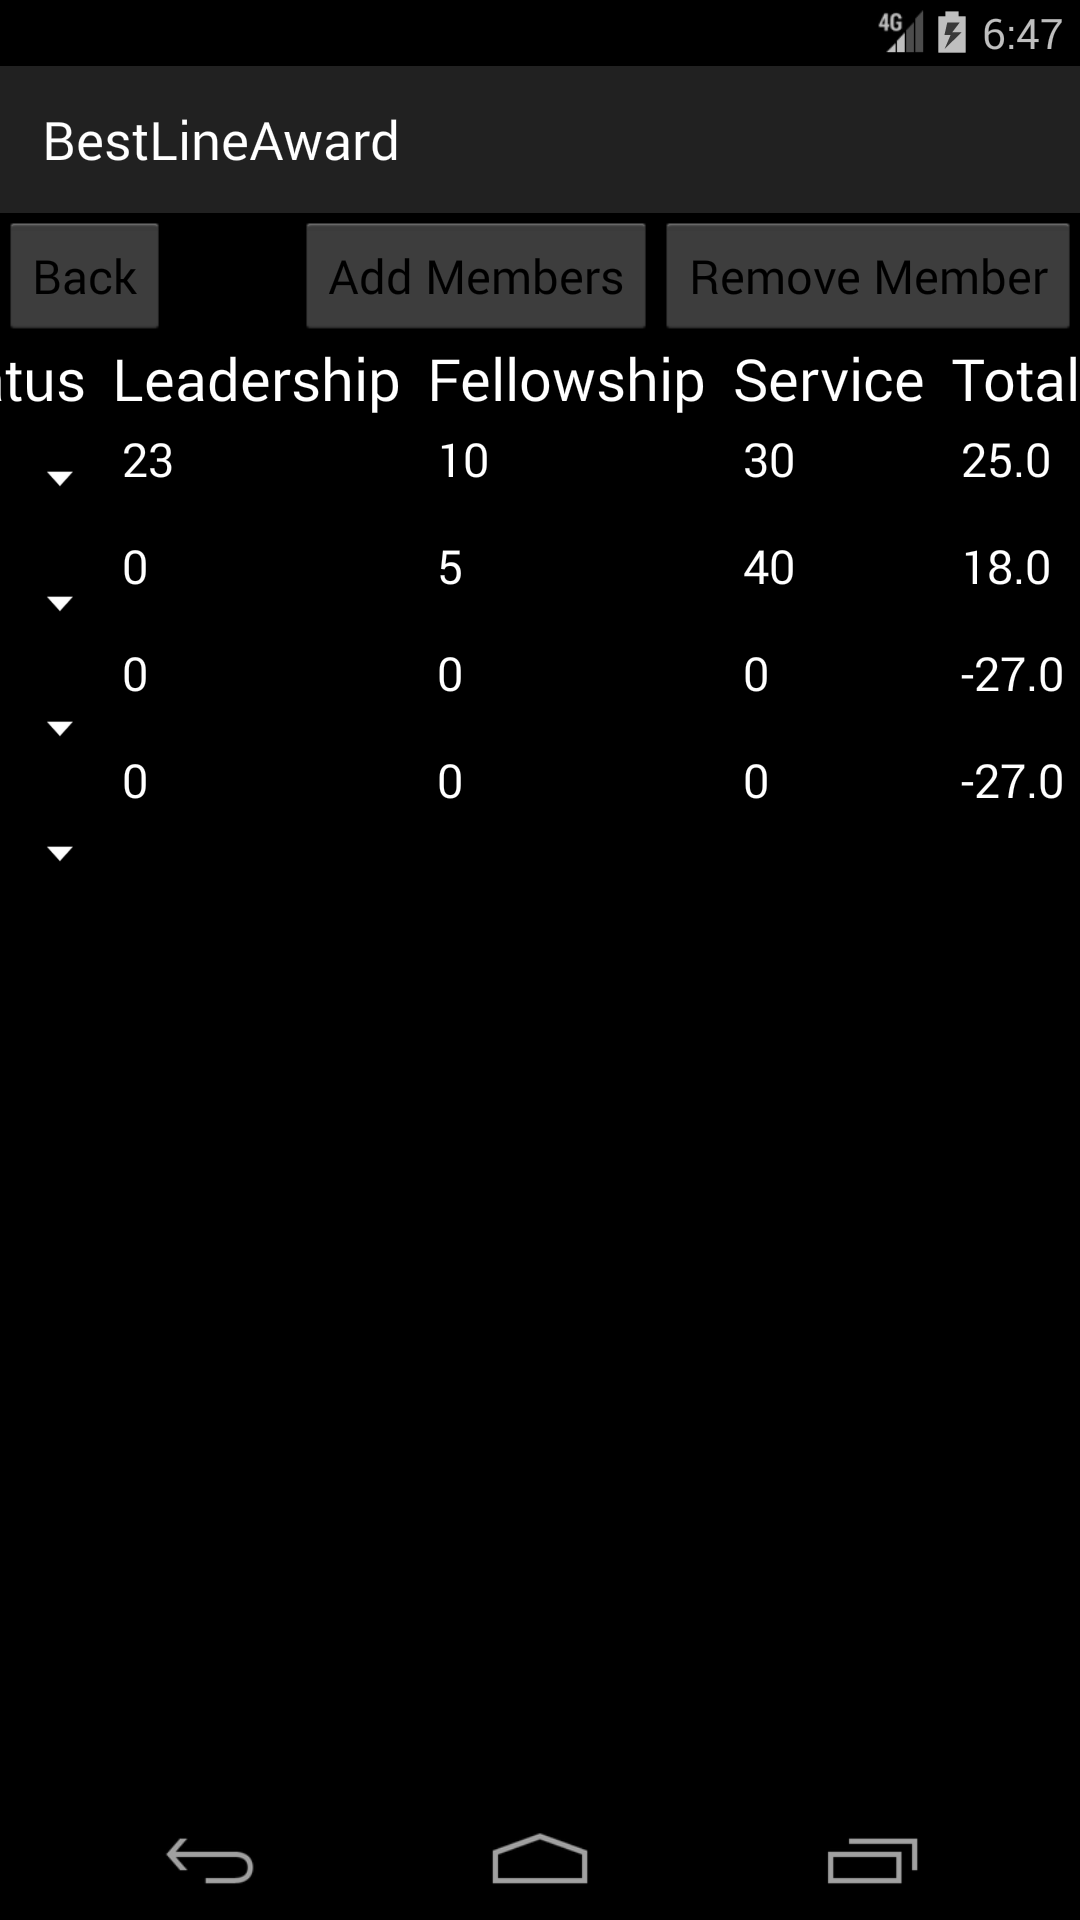 4G 6:47
BestLineAward
Back Add Members Remove Member
tus Leadership Fellowship Service Total
23 10 30 25.0
0 5 40 18.0
0 0 0 -27.0
0 0 0 -27.0